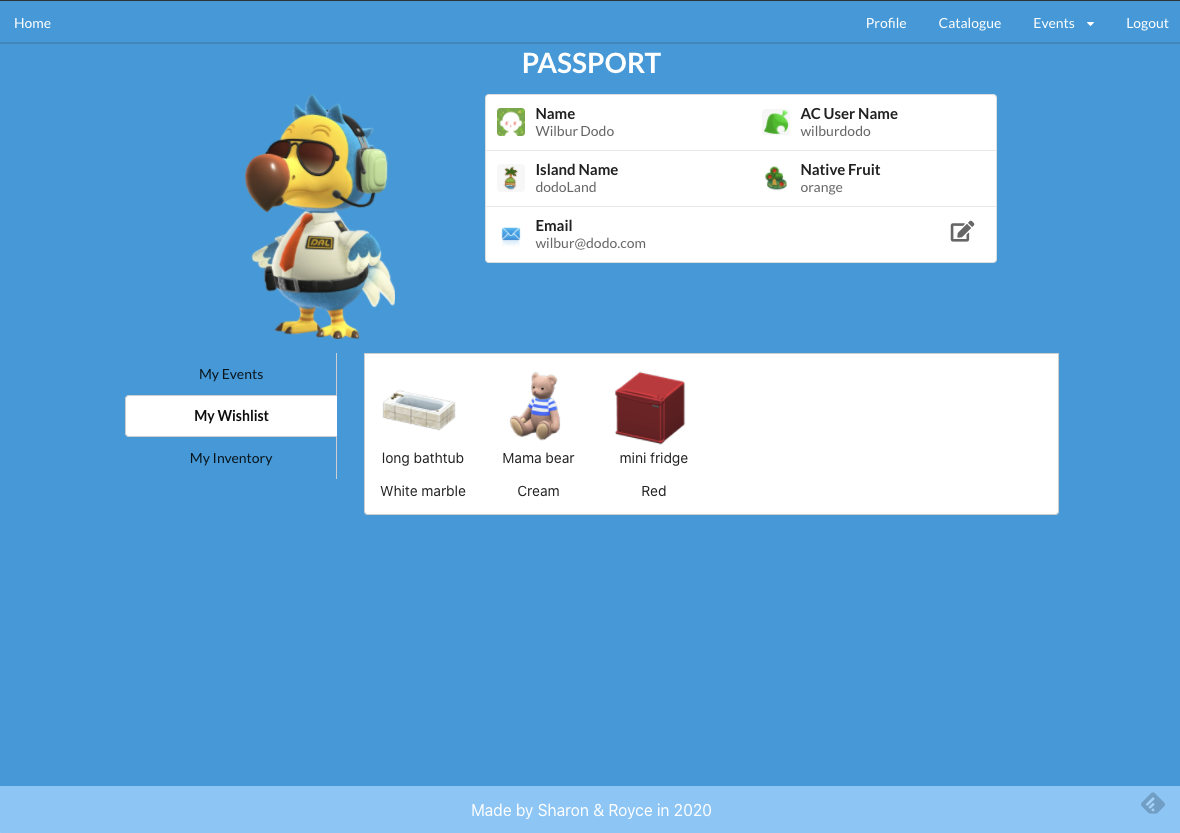 Home Profile Catalogue Events Logout
PASSPORT
Name
Wilbur Dodo
AC User Name
wilburdodo
Island Name
dodoLand
Native Fruit
orange
Email
wilbur@dodo.com
DAL
My Events
My Wishlist
My Inventory
long bathtub
White marble
Mama bear
Cream
mini fridge
Red
Made by Sharon & Royce in 2020